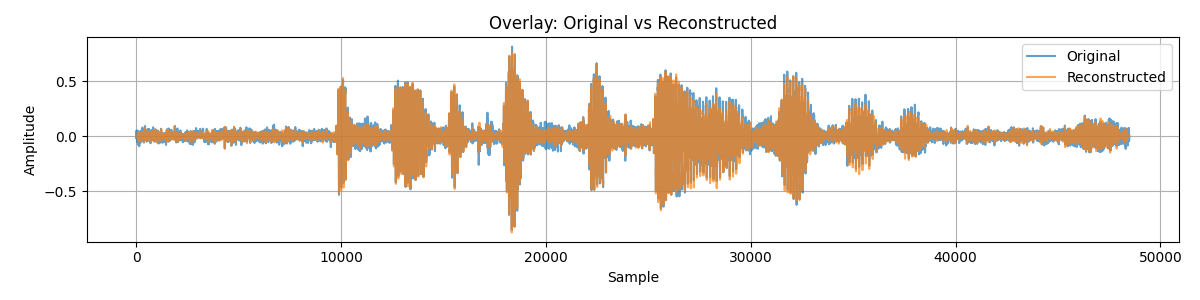 Overlay: Original vs Reconstructed
Original
Reconstructed
Amplitude
0.5
0.0
−0.5
0
10000
20000
30000
40000
50000
Sample